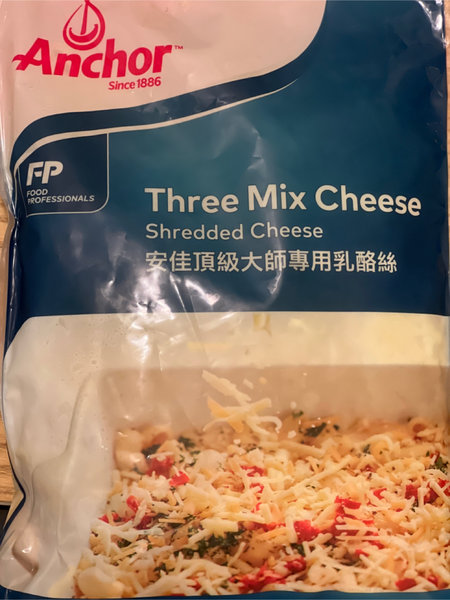 Anchor™
Since 1886
FP
FOOD
PROFESSIONALS
Three Mix Cheese
Shredded Cheese
安佳頂級大師專用乳酪絲